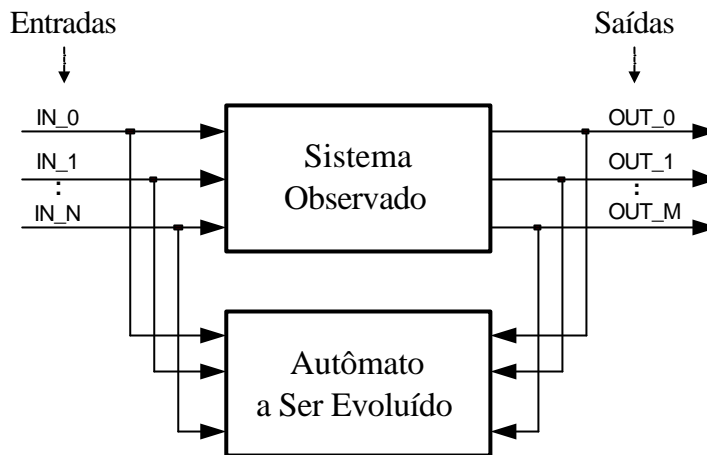 Entradas
Saídas
IN_0
OUT_0
IN_1
OUT_1
IN_N
OUT_M
Sistema
Observado
Autômato
a Ser Evoluído